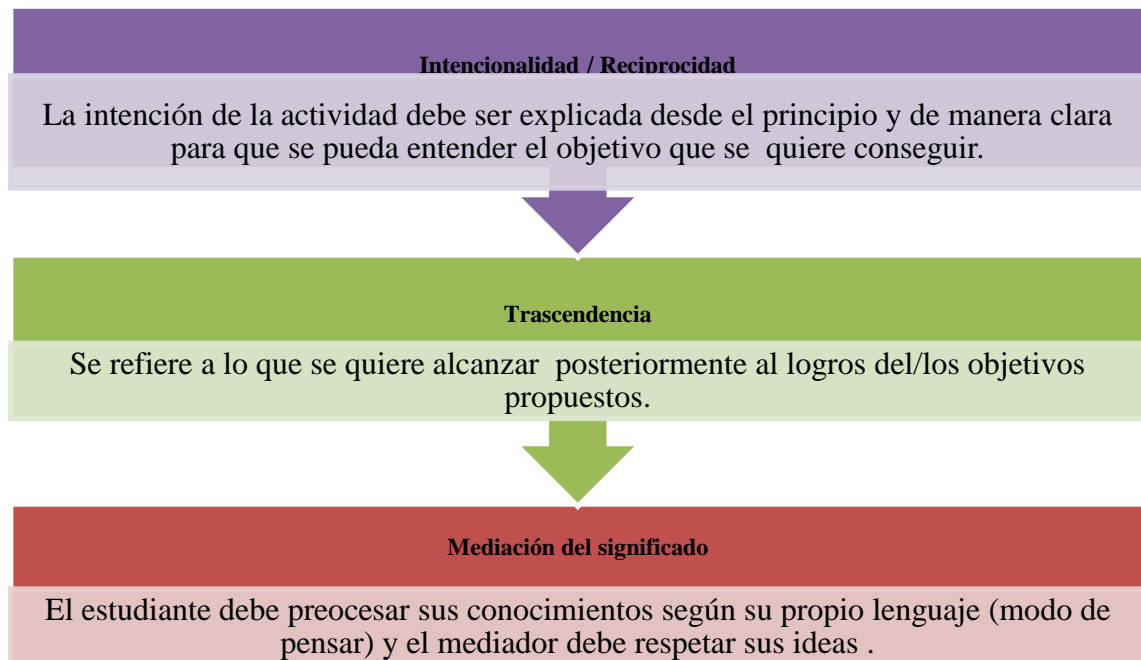 Intencionalidad / Reciprocidad
La intención de la actividad debe ser explicada desde el principio y de manera clara
para que se pueda entender el objetivo que se quiere conseguir.
Trascendencia
Se refiere a lo que se quiere alcanzar posteriormente al logros del/los objetivos
propuestos.
Mediación del significado
El estudiante debe preocesar sus conocimientos según su propio lenguaje (modo de
pensar) y el mediador debe respetar sus ideas .